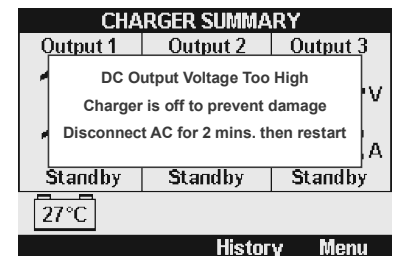 CHARGER SUMMARY
Output 1 Output 2 Output 3
DC Output Voltage Too High
Charger is off to prevent damage
Disconnect AC for 2 mins. then restart
V
A
Standby Standby Standby
27°C
History Menu